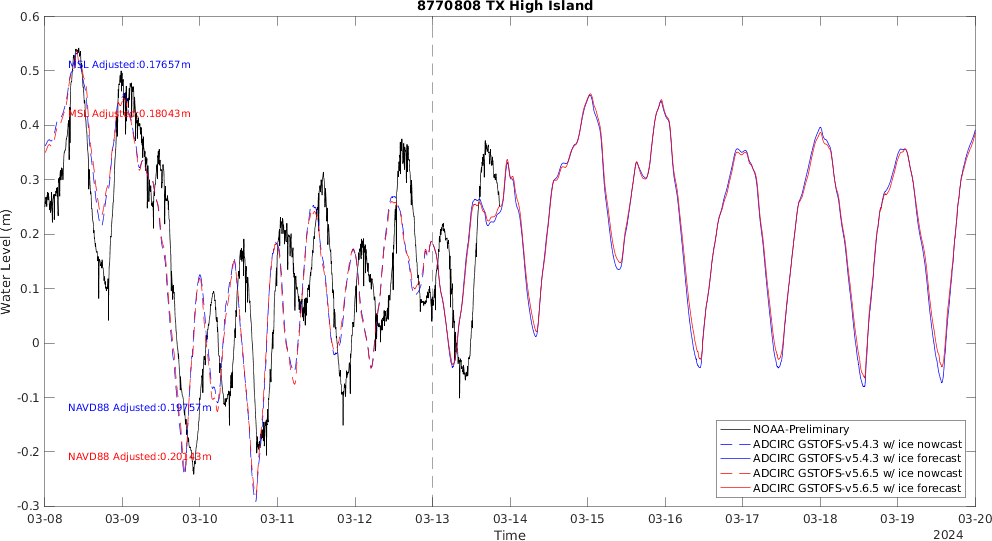 8770808 TX High Island
0.6
0.5
0.4
0.3
0.2
0.1
0
-0.1
-0.2
-0.3
Water Level (m)
MSL Adjusted:0.17657m
MSL Adjusted:0.18043m
NAVD88 Adjusted:0.19757m
NAVD88 Adjusted:0.20143m
NOAA-Preliminary
ADCIRC GSTOFS-v5.4.3 w/ ice nowcast
ADCIRC GSTOFS-v5.4.3 w/ ice forecast
ADCIRC GSTOFS-v5.6.5 w/ ice nowcast
ADCIRC GSTOFS-v5.6.5 w/ ice forecast
03-08 03-09 03-10 03-11 03-12 03-13 03-14 03-15 03-16 03-17 03-18 03-19 03-20
Time
2024